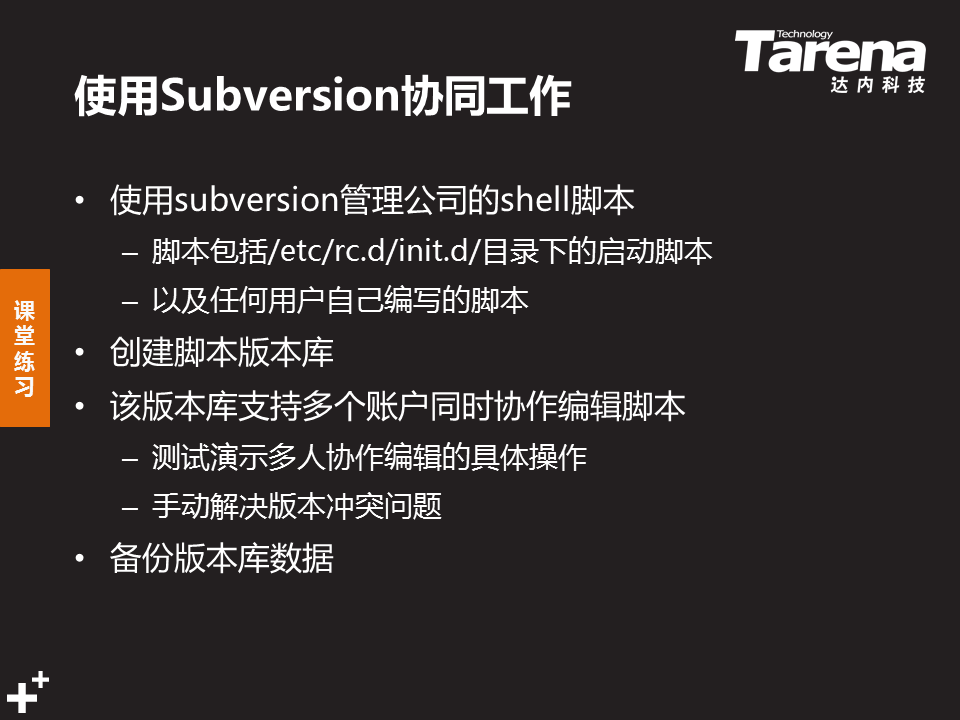 Technology
Tarena
达内科技
使用Subversion协同工作
• 使用subversion管理公司的shell脚本
– 脚本包括/etc/rc.d/init.d/目录下的启动脚本
– 以及任何用户自己编写的脚本
• 创建脚本版本库
• 该版本库支持多个账户同时协作编辑脚本
– 测试演示多人协作编辑的具体操作
– 手动解决版本冲突问题
• 备份版本库数据
课堂练习